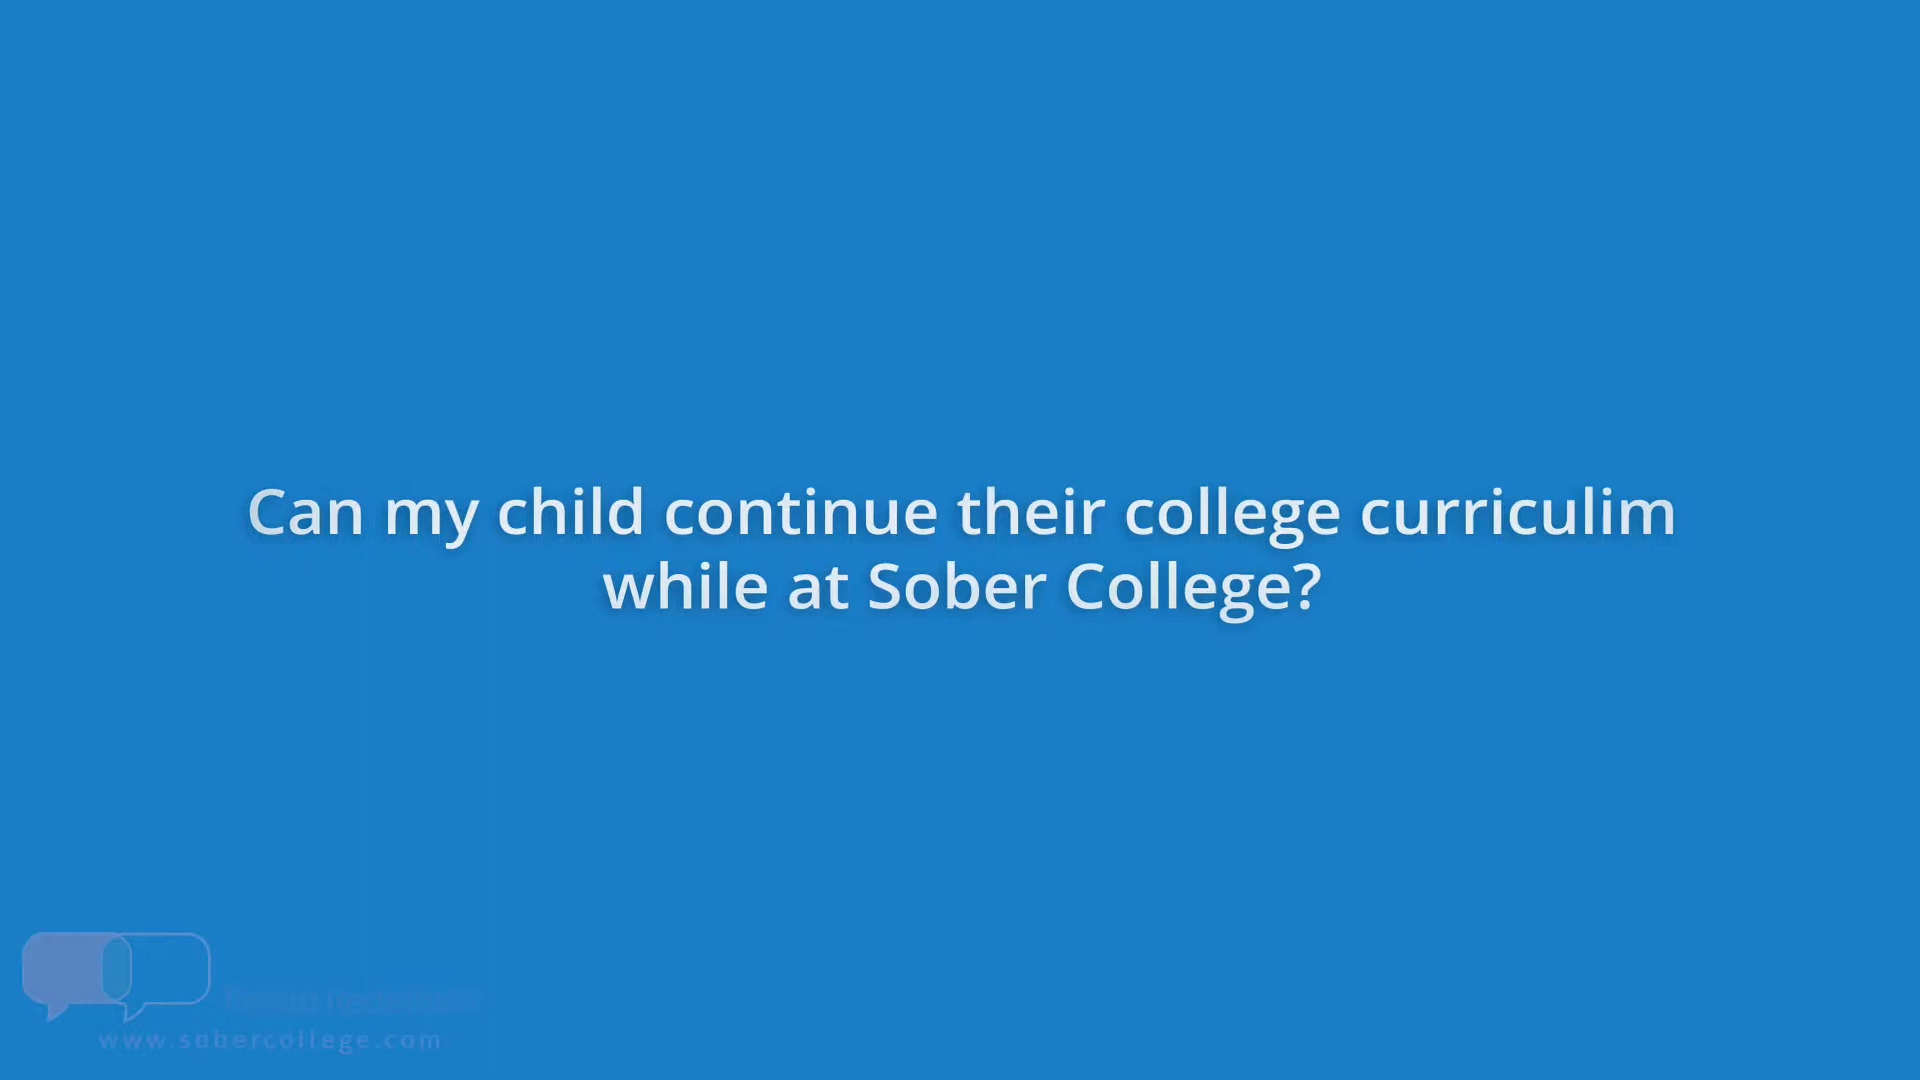 Can my child continue their college curriculim
while at Sober College?
www.sobercollege.com